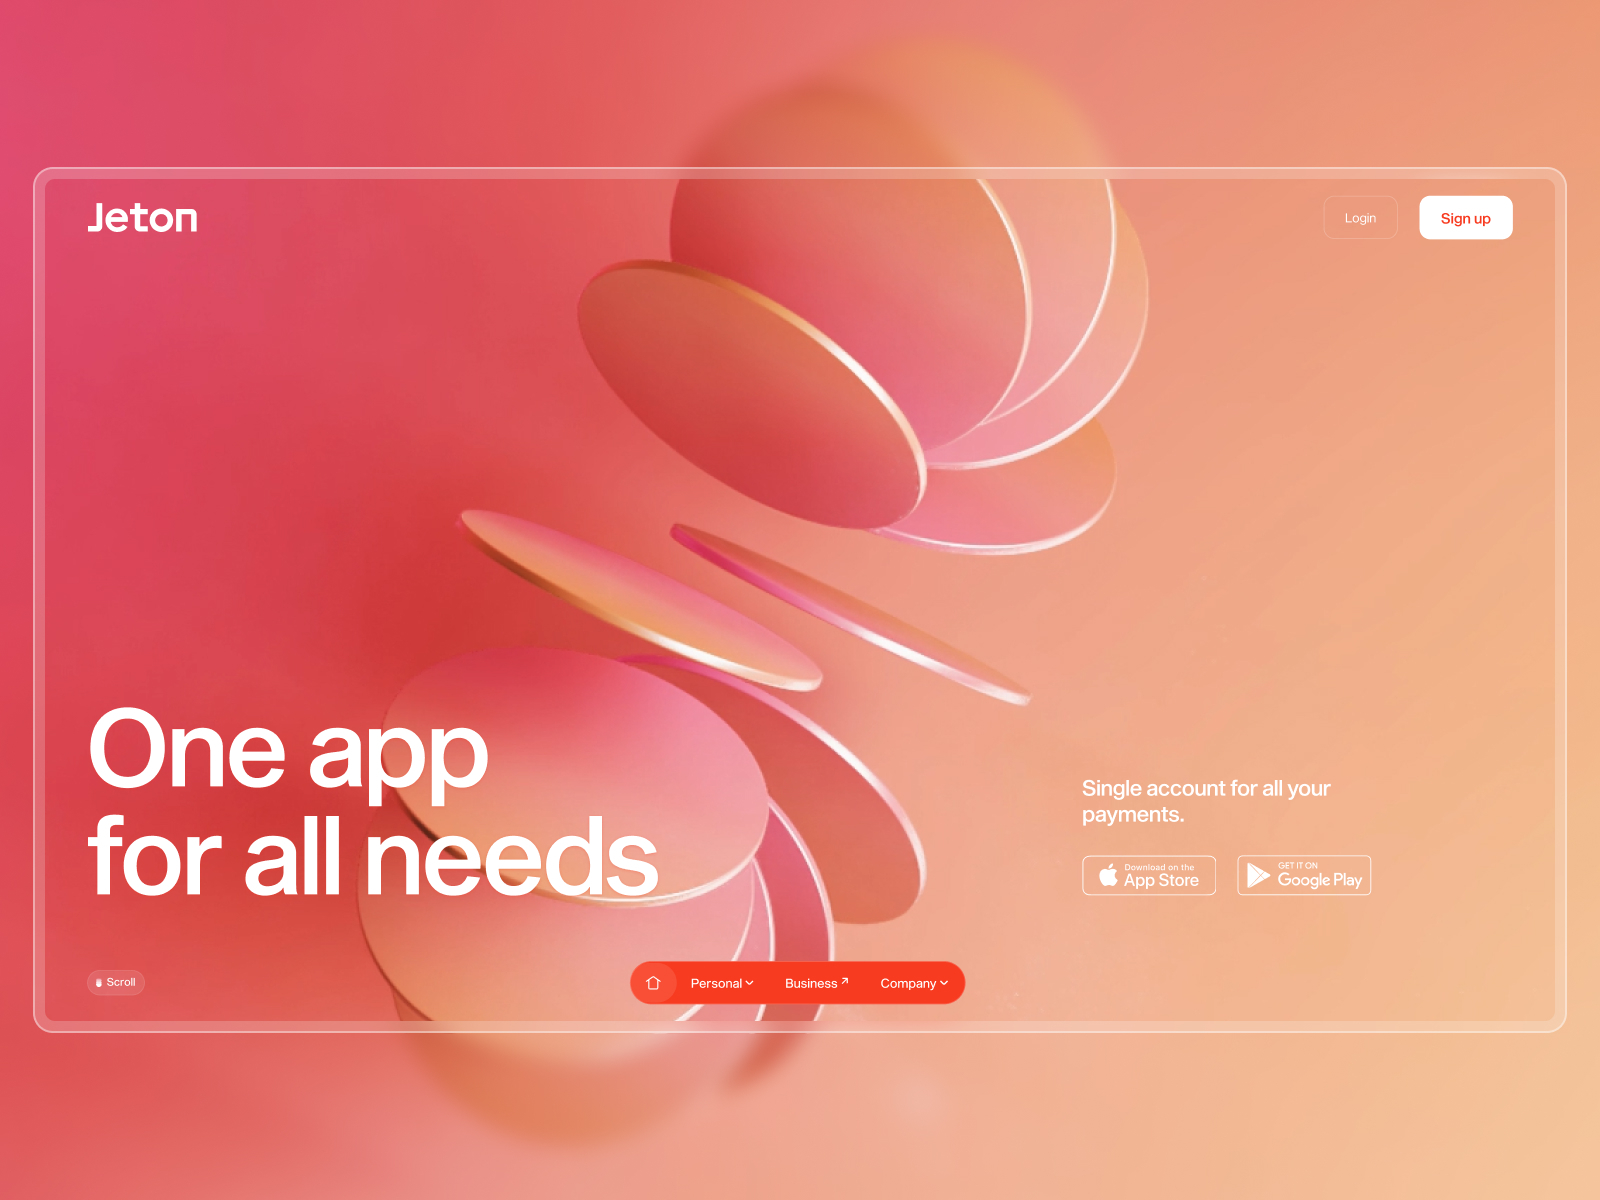 Jeton
Login
Sign up
One app
for all needs
Single account for all your
payments.
Download on the
App Store
GET IT ON
Google Play
Scroll
Personal
Business
Company